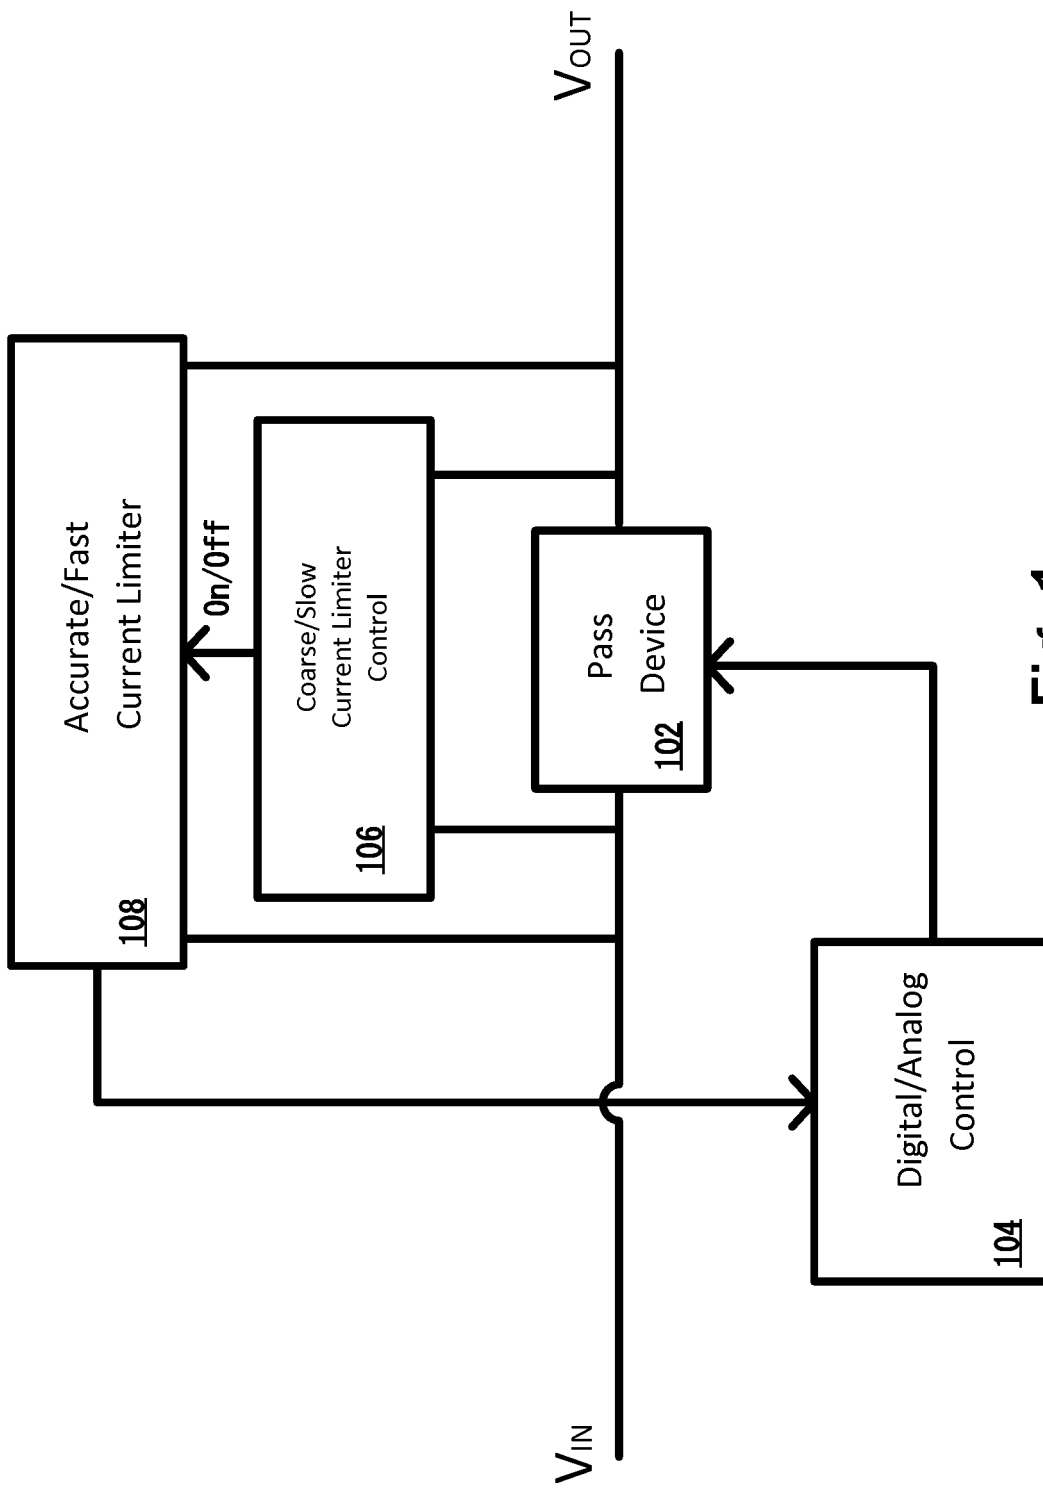 Accurate/Fast
Current Limiter
108
On/Off
Coarse/Slow
Current Limiter
Control
106
VOUT
Pass
Device
102
VIN
Digital/Analog
Control
104